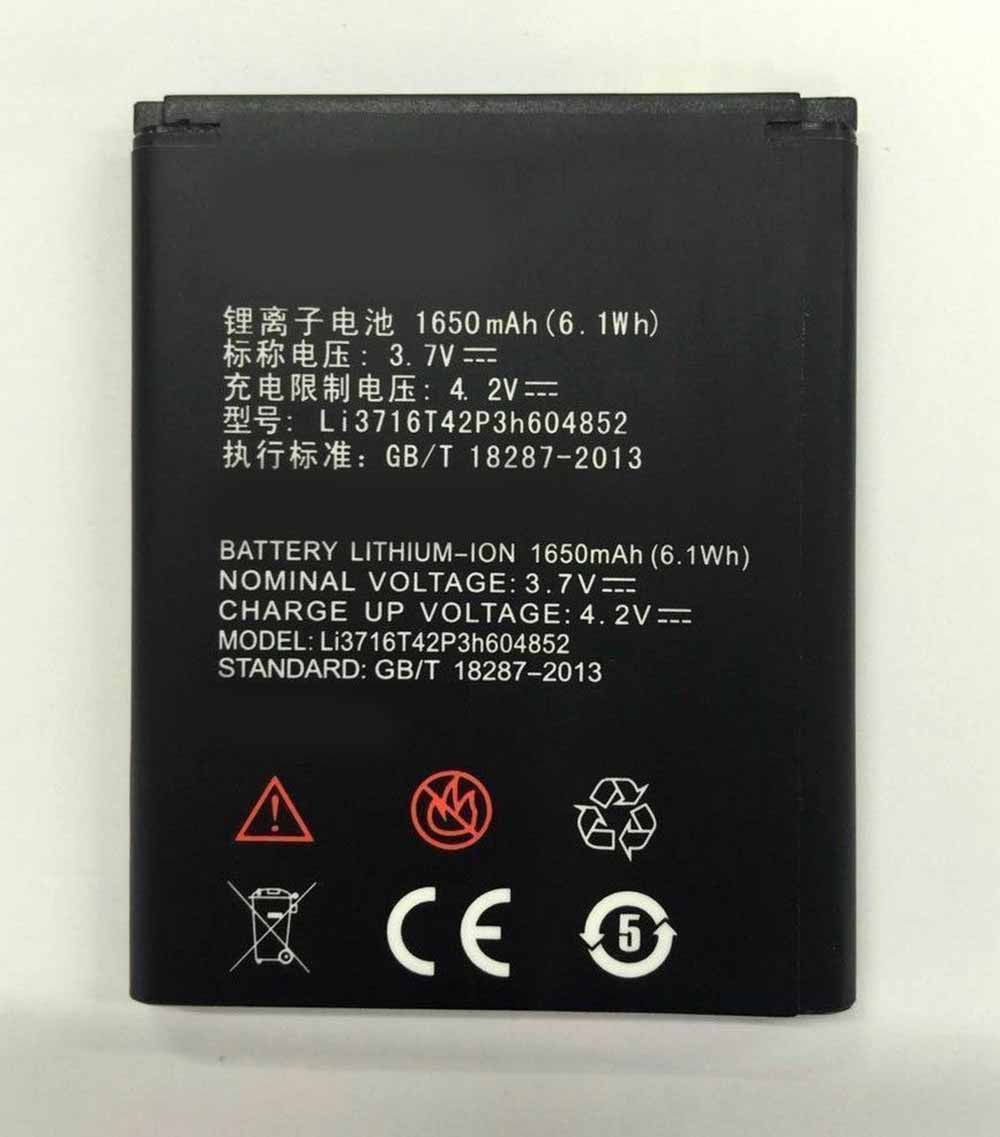 锂离子电池 1650mAh(6.1Wh)
标称电压: 3.7V⎓
充电限制电压: 4.2V⎓
型号: Li3716T42P3h604852
执行标准: GB/T 18287-2013
BATTERY LITHIUM-ION 1650mAh(6.1Wh)
NOMINAL VOLTAGE: 3.7V⎓
CHARGE UP VOLTAGE: 4.2V⎓
MODEL: Li3716T42P3h604852
STANDARD: GB/T 18287-2013
CE
5